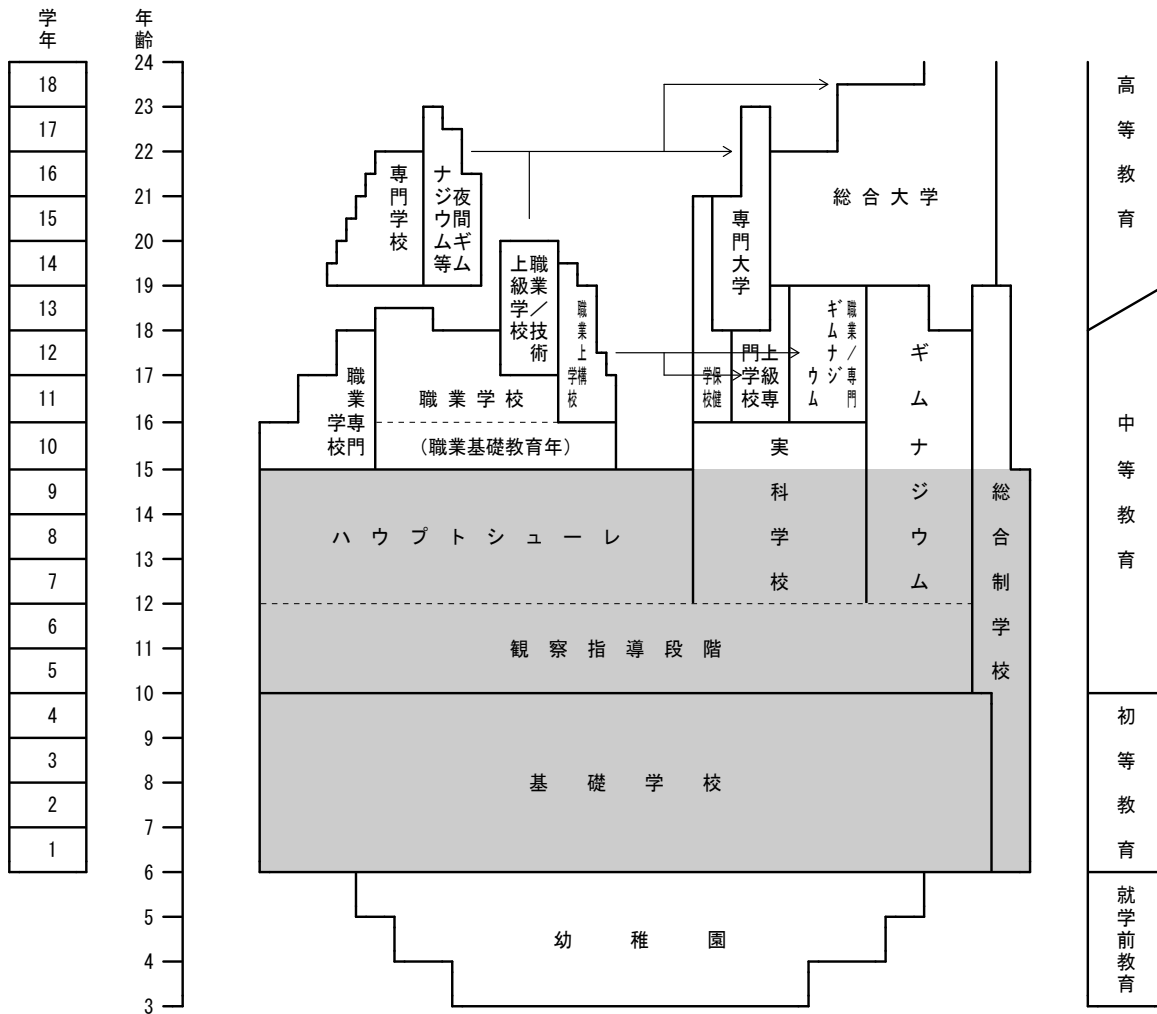 学年
年齢
24
18
23
17
22
16
21
15
20
14
19
13
18
12
17
11
16
10
15
9
14
8
13
7
12
6
11
5
10
4
9
3
8
2
7
1
6
5
4
3
専門学校
夜間ギム
ナジウム等
職業/技術
上級学校
職業上構
学校
職業専門
学校
職業学校
(職業基礎教育年)
専門大学
総合大学
保健
学校
上級専
門学校
職業/専門
ギムナジ
ウム
ギムナジウム
実科学校
総合制学校
ハウプトシューレ
観察指導段階
基礎学校
幼稚園
高等教育
中等教育
初等教育
就学前教育